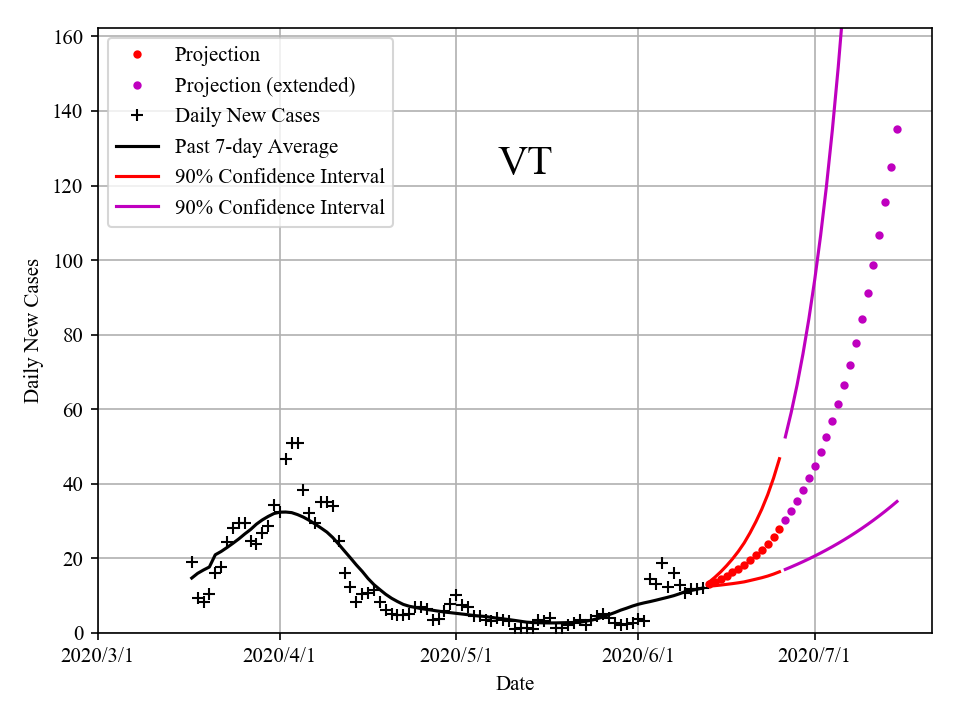 160
140
120
100
80
60
40
20
0
Daily New Cases
Projection
Projection (extended)
Daily New Cases
Past 7-day Average
90% Confidence Interval
90% Confidence Interval
VT
2020/3/1 2020/4/1 2020/5/1 2020/6/1 2020/7/1
Date